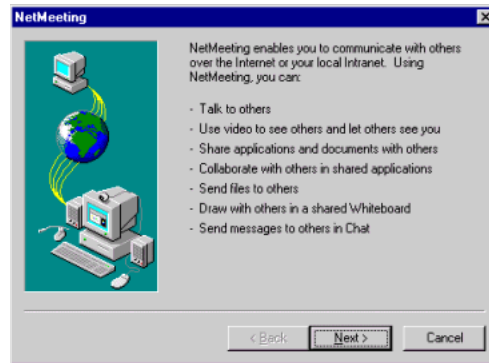 NetMeeting
NetMeeting enables you to communicate with others
over the Internet or your local Intranet. Using
NetMeeting, you can:
- Talk to others
- Use video to see others and let others see you
- Share applications and documents with others
- Collaborate with others in shared applications
- Send files to others
- Draw with others in a shared Whiteboard
- Send messages to others in Chat
< Back
Next >
Cancel